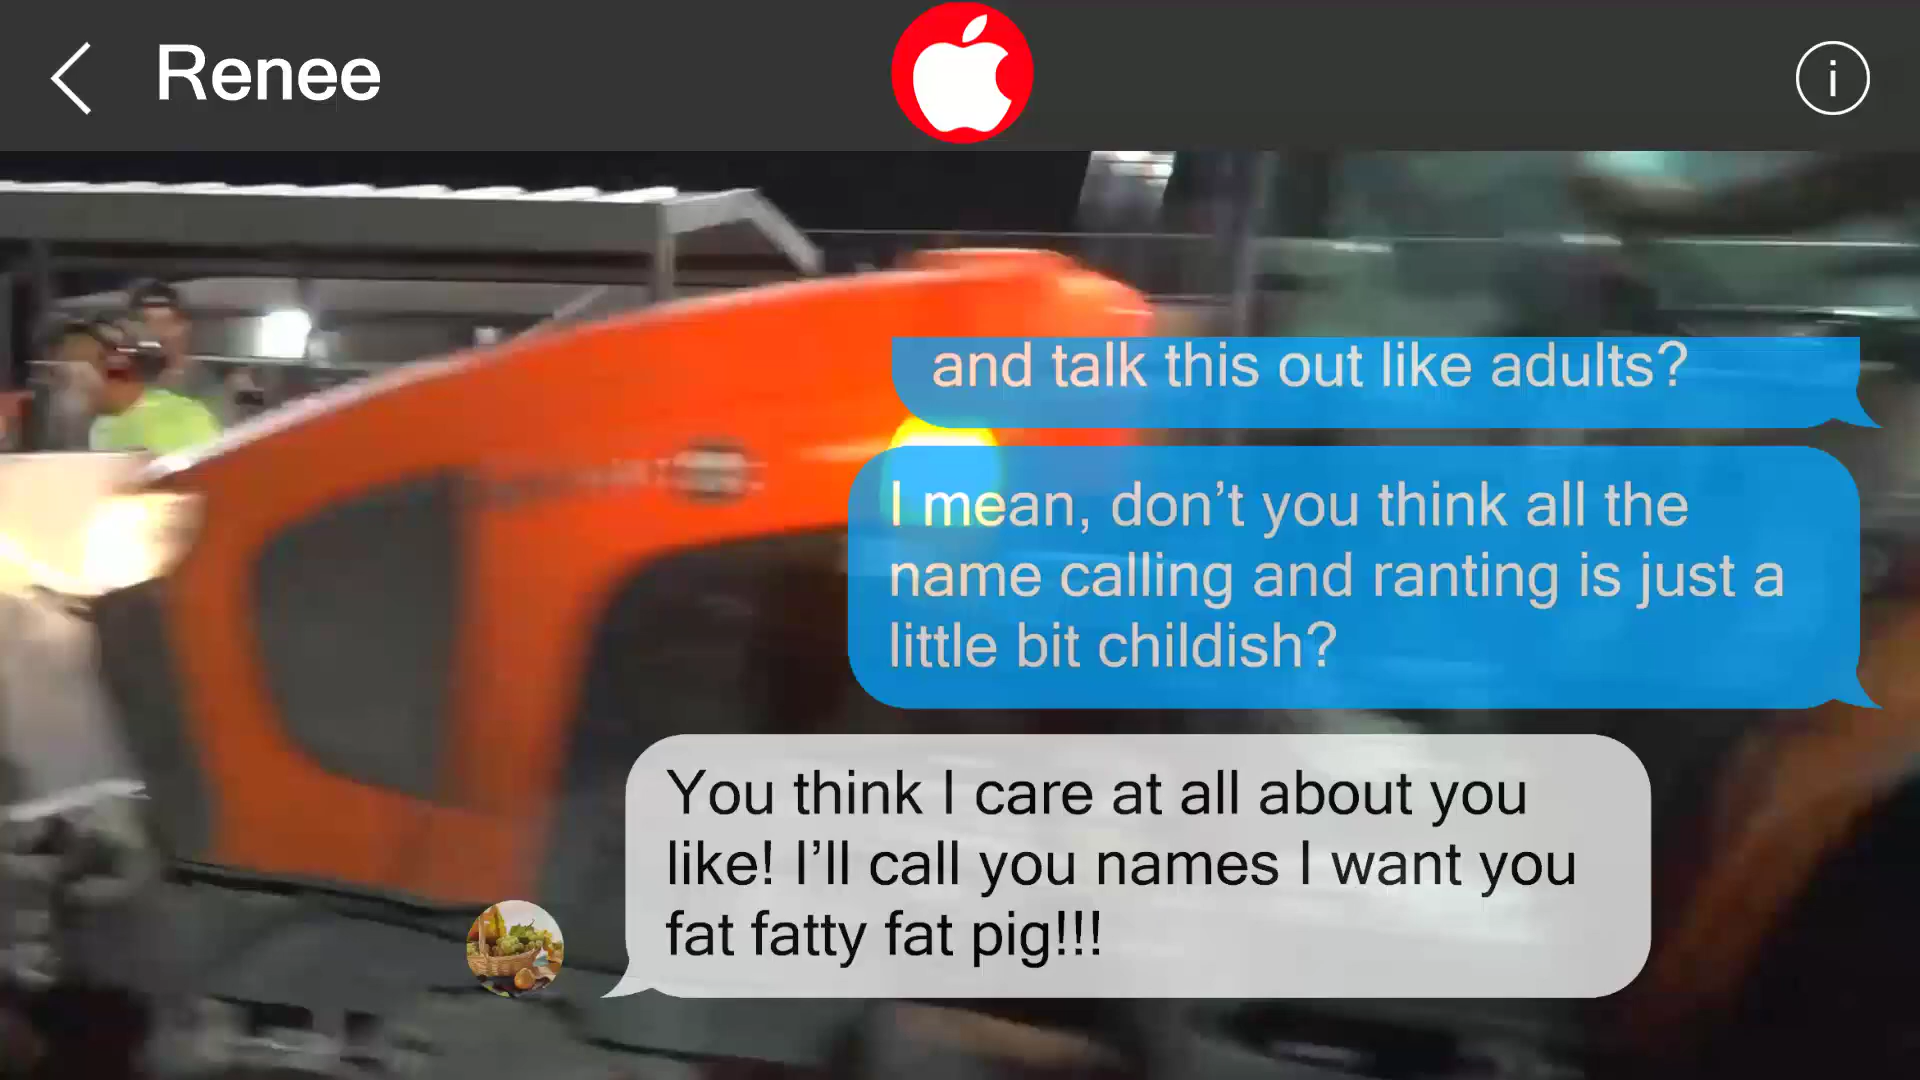 Renee
and talk this out like adults?
I mean, don’t you think all the
name calling and ranting is just a
little bit childish?
You think I care at all about you
like! I’ll call you names I want you
fat fatty fat pig!!!